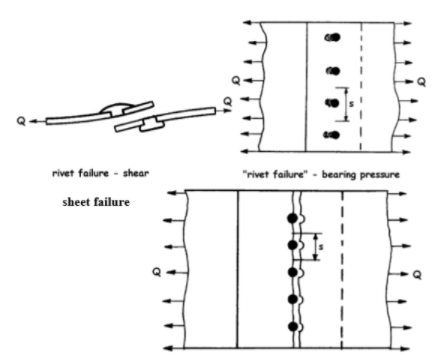 Q
Q
Q
s
rivet failure - shear
"rivet failure" - bearing pressure
sheet failure
s
Q
Q